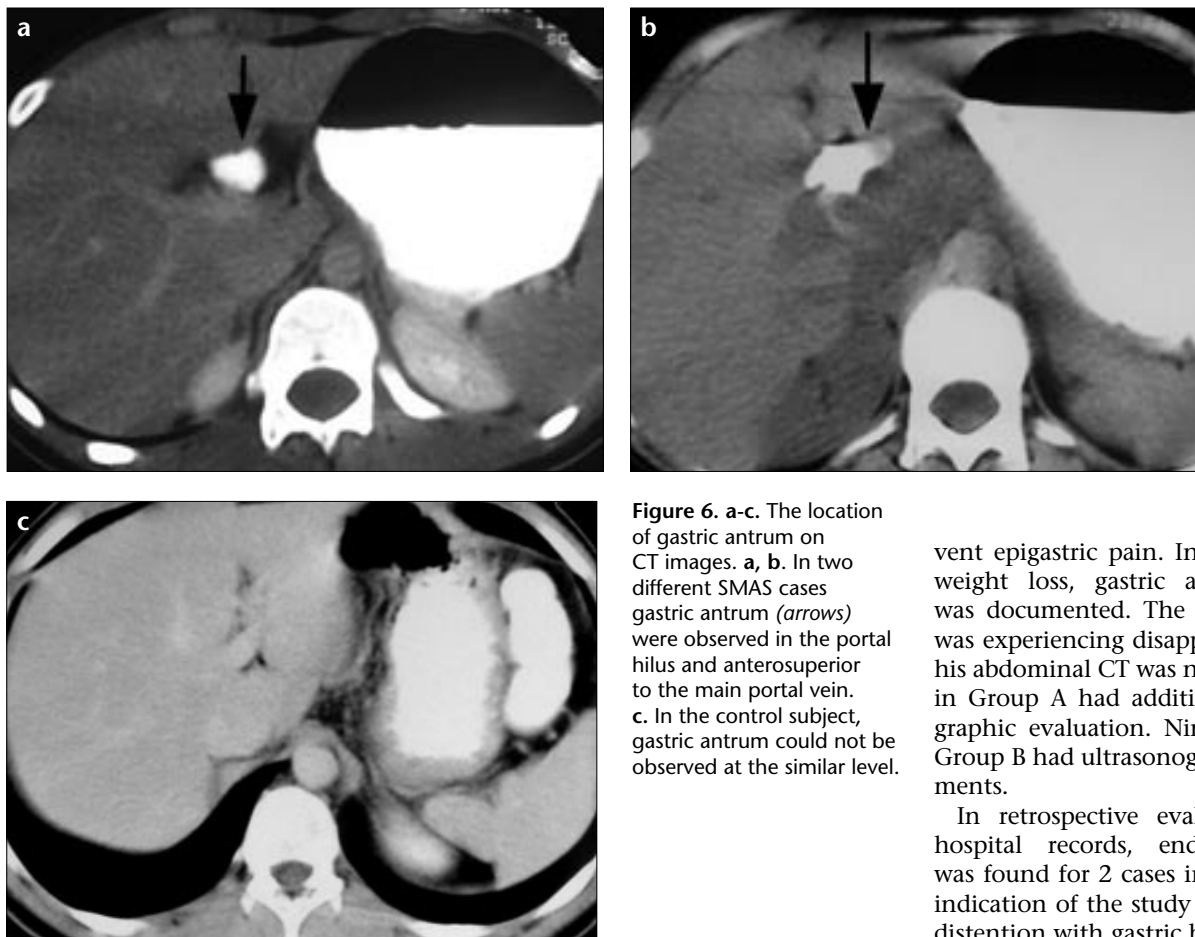 a
b
c
Figure 6. a-c. The location
of gastric antrum on
CT images. a, b. In two
different SMAS cases
gastric antrum (arrows)
were observed in the portal
hilus and anterosuperior
to the main portal vein.
c. In the control subject,
gastric antrum could not be
observed at the similar level.
vent epigastric pain. In
weight loss, gastric a
was documented. The
was experiencing disapp
his abdominal CT was n
in Group A had additi
graphic evaluation. Nin
Group B had ultrasonog
ments.
In retrospective eval
hospital records, end
was found for 2 cases in
indication of the study
distention with gastric h